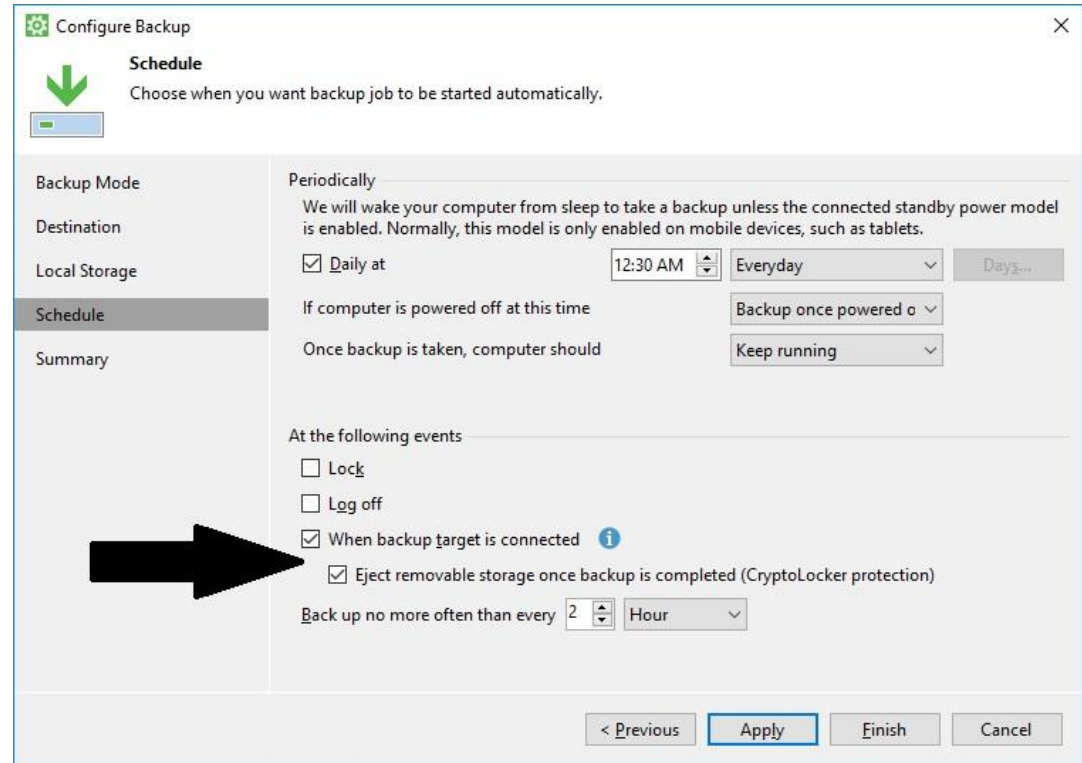 Configure Backup
Schedule
Choose when you want backup job to be started automatically.
Backup Mode
Destination
Local Storage
Schedule
Summary
Periodically
We will wake your computer from sleep to take a backup unless the connected standby power model
is enabled. Normally, this model is only enabled on mobile devices, such as tablets.
Daily at 12:30 AM Everyday Days...
If computer is powered off at this time Backup once powered o
Once backup is taken, computer should Keep running
At the following events
Lock
Log off
When backup target is connected i
Eject removable storage once backup is completed (CryptoLocker protection)
Back up no more often than every 2 Hour
< Previous Apply Finish Cancel